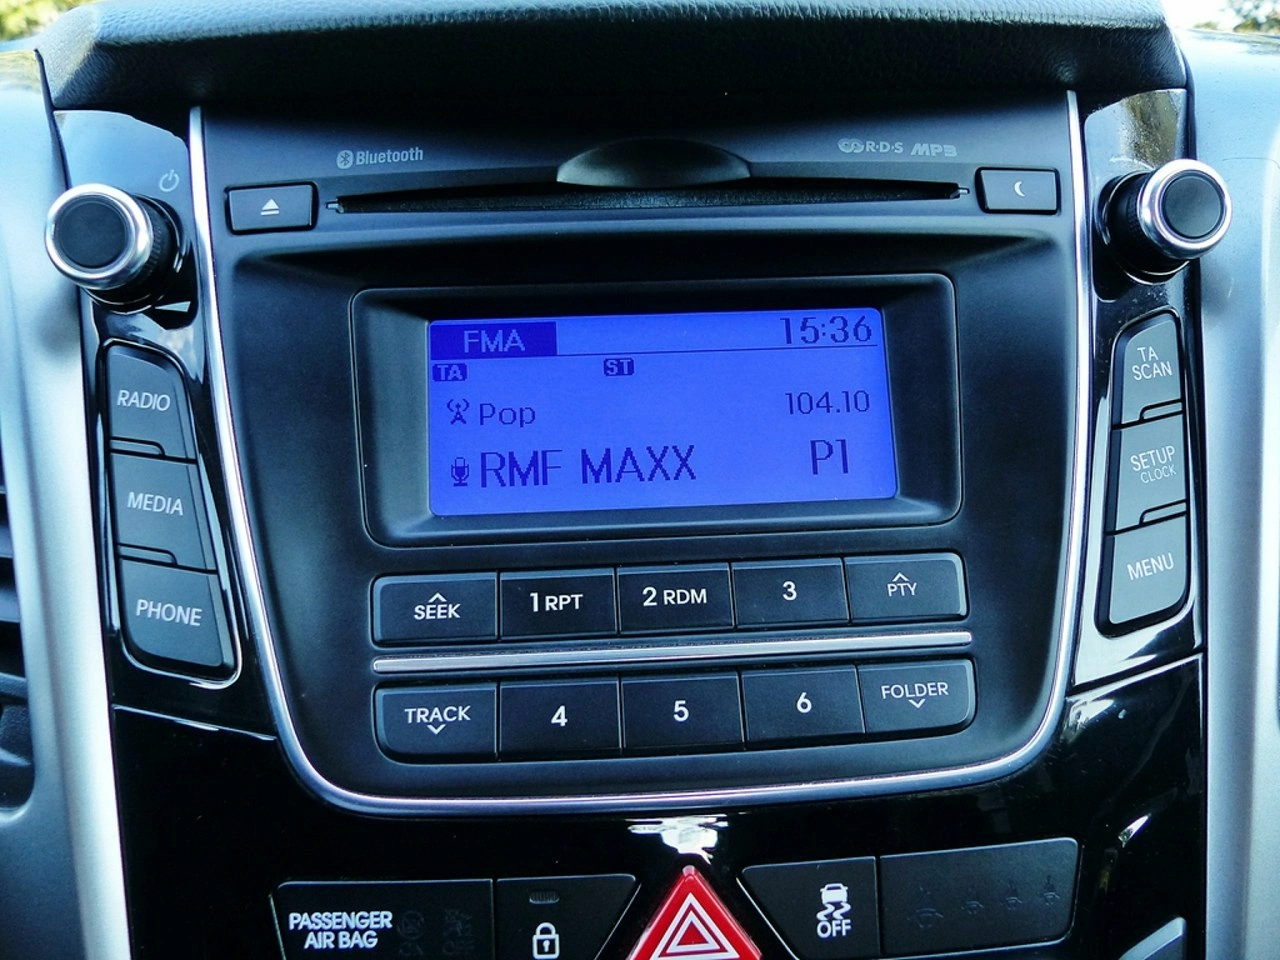 Bluetooth
R·D·S MP3
FMA 15:36
TA ST
Pop 104.10
RMF MAXX P1
RADIO
MEDIA
PHONE
TA
SCAN
SETUP
CLOCK
MENU
SEEK 1 RPT 2 RDM 3 PTY
TRACK 4 5 6 FOLDER
PASSENGER
AIR BAG
OFF